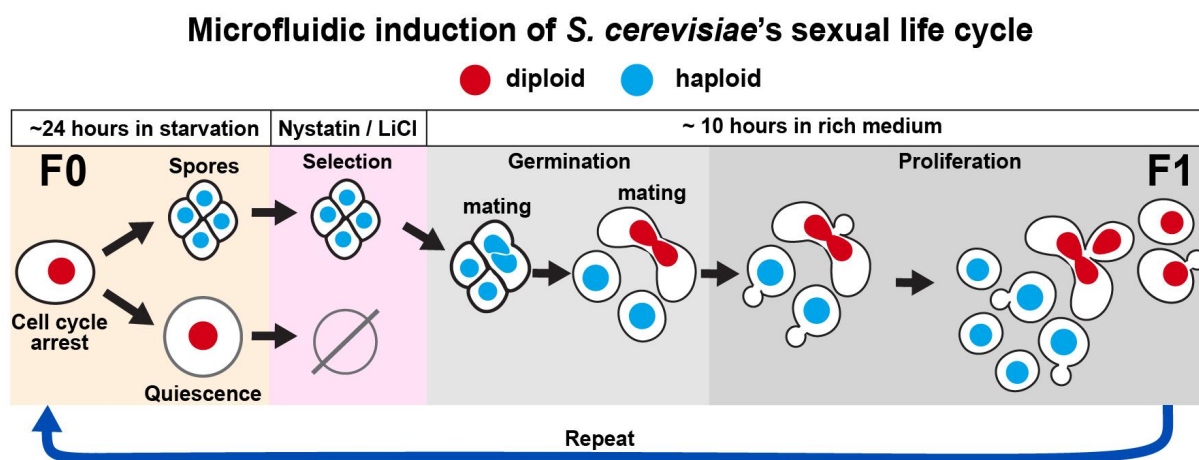 Microfluidic induction of S. cerevisiae's sexual life cycle
diploid haploid
~24 hours in starvation Nystatin / LiCl ~ 10 hours in rich medium
F0 Spores Selection Germination Proliferation F1
mating mating
Cell cycle
arrest
Quiescence
Repeat